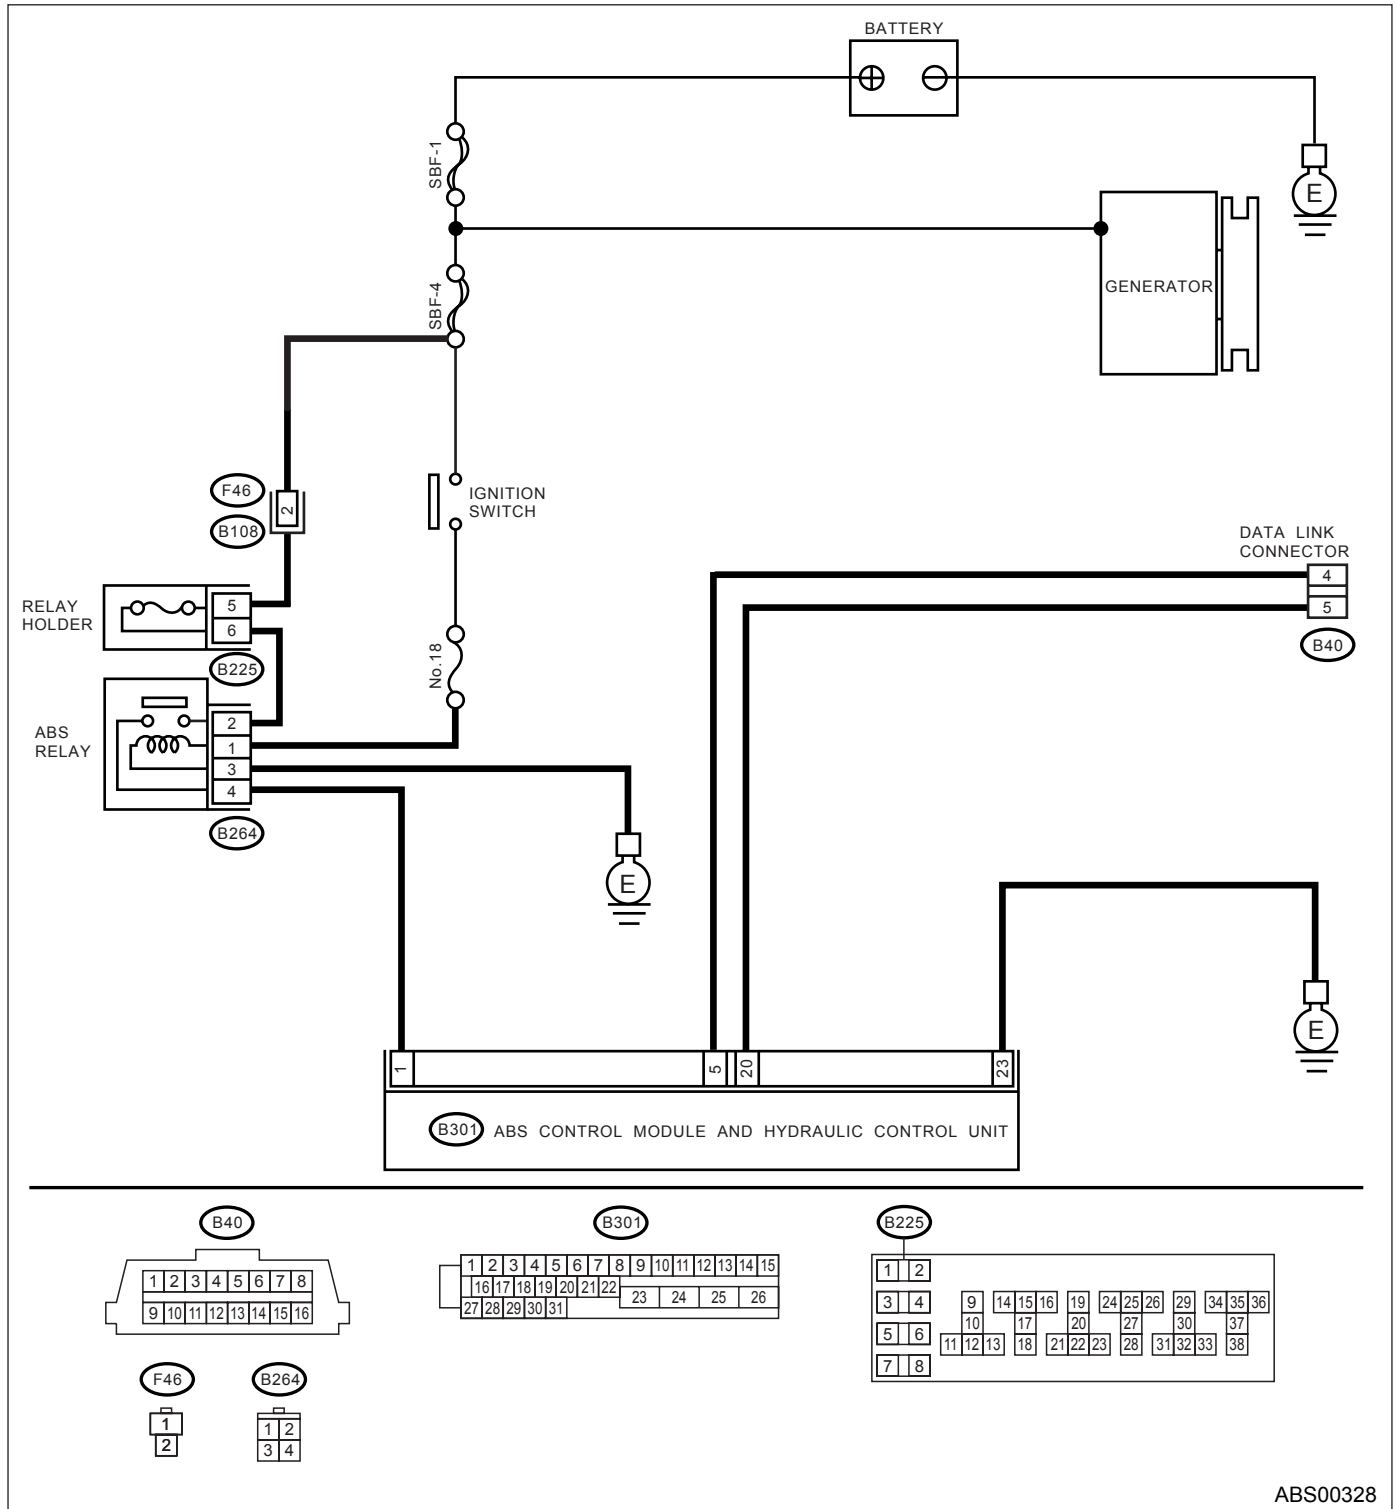 BATTERY
SBF-1
E
GENERATOR
SBF-4
F46
B108
2
IGNITION
SWITCH
DATA LINK
CONNECTOR
4
5
B40
RELAY
HOLDER
5
6
B225
No.18
ABS
RELAY
2
1
3
4
B264
E
E
1
5
20
23
B301 ABS CONTROL MODULE AND HYDRAULIC CONTROL UNIT
B40
1 2 3 4 5 6 7 8
9 10 11 12 13 14 15 16
B301
1 2 3 4 5 6 7 8 9 10 11 12 13 14 15
16 17 18 19 20 21 22
23 24 25 26
27 28 29 30 31
B225
1 2
3 4
5 6
7 8
9 14 15 16 19 24 25 26 29 34 35 36
10 17 20 27 30 37
11 12 13 18 21 22 23 28 31 32 33 38
F46
1
2
B264
1 2
3 4
ABS00328